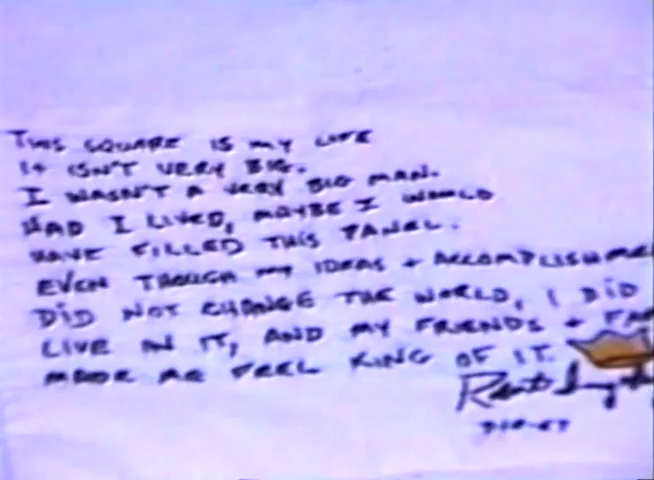 THIS SQUARE IS MY LIFE
IT ISN'T VERY BIG.
I WASN'T A VERY BIG MAN.
HAD I LIVED, MAYBE I WOULD
HAVE FILLED THIS PANEL.
EVEN THOUGH MY IDEAS + ACCOMPLISHMEN
DID NOT CHANGE THE WORLD, I DID
LIVE IN IT, AND MY FRIENDS + FAM
MADE ME FEEL KING OF IT.